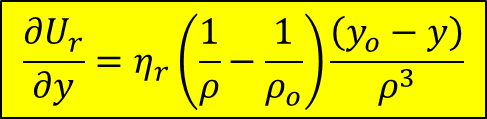 ∂U_r/∂y = η_r (1/ρ − 1/ρ_o) (y_o − y)/ρ^3